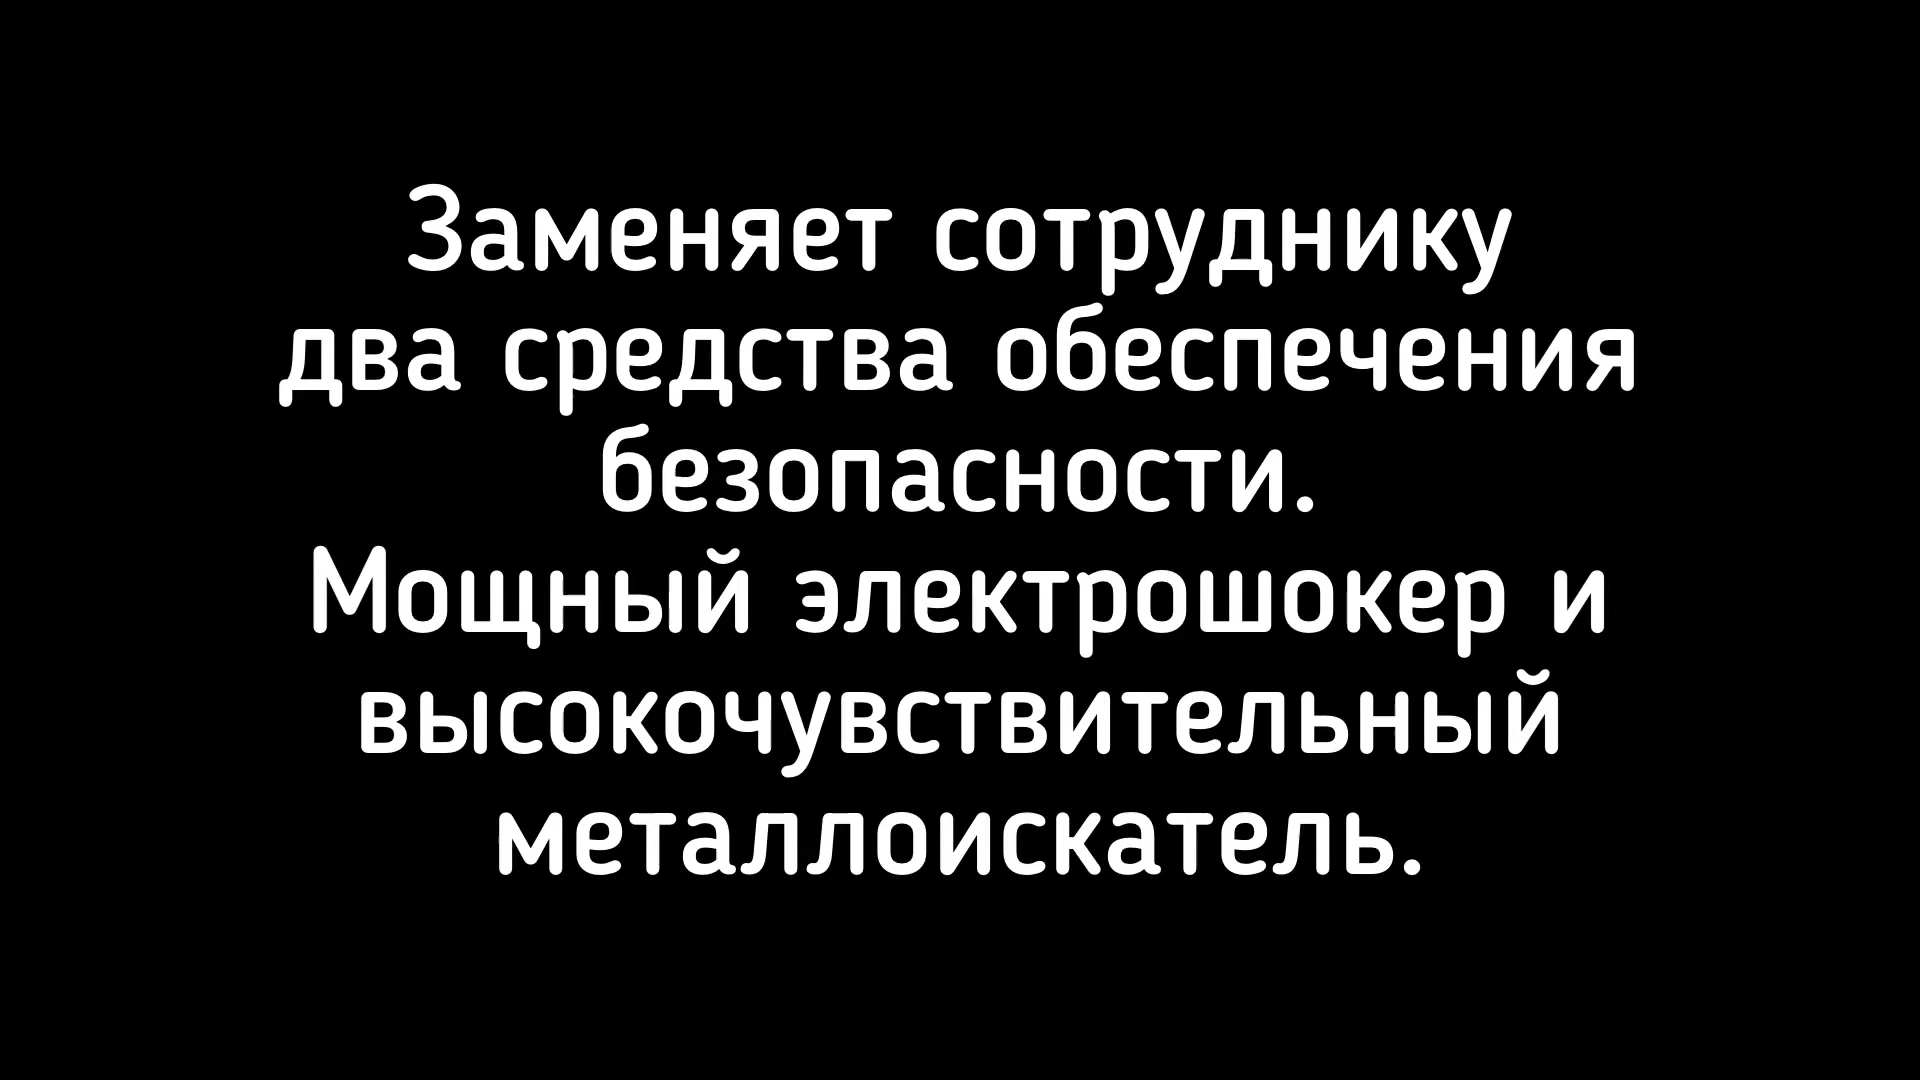 Заменяет сотруднику
два средства обеспечения
безопасности.
Мощный электрошокер и
высокочувствительный
металлоискатель.